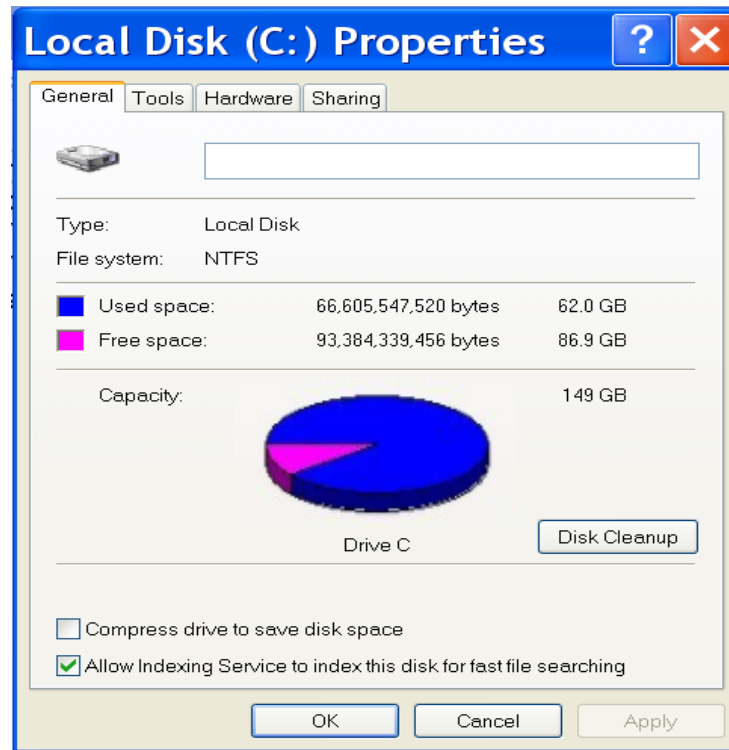 Local Disk (C:) Properties ?
General Tools Hardware Sharing
Type: Local Disk
File system: NTFS
Used space: 66,605,547,520 bytes 62.0 GB
Free space: 93,384,339,456 bytes 86.9 GB
Capacity: 149 GB
Drive C Disk Cleanup
Compress drive to save disk space
Allow Indexing Service to index this disk for fast file searching
OK Cancel Apply